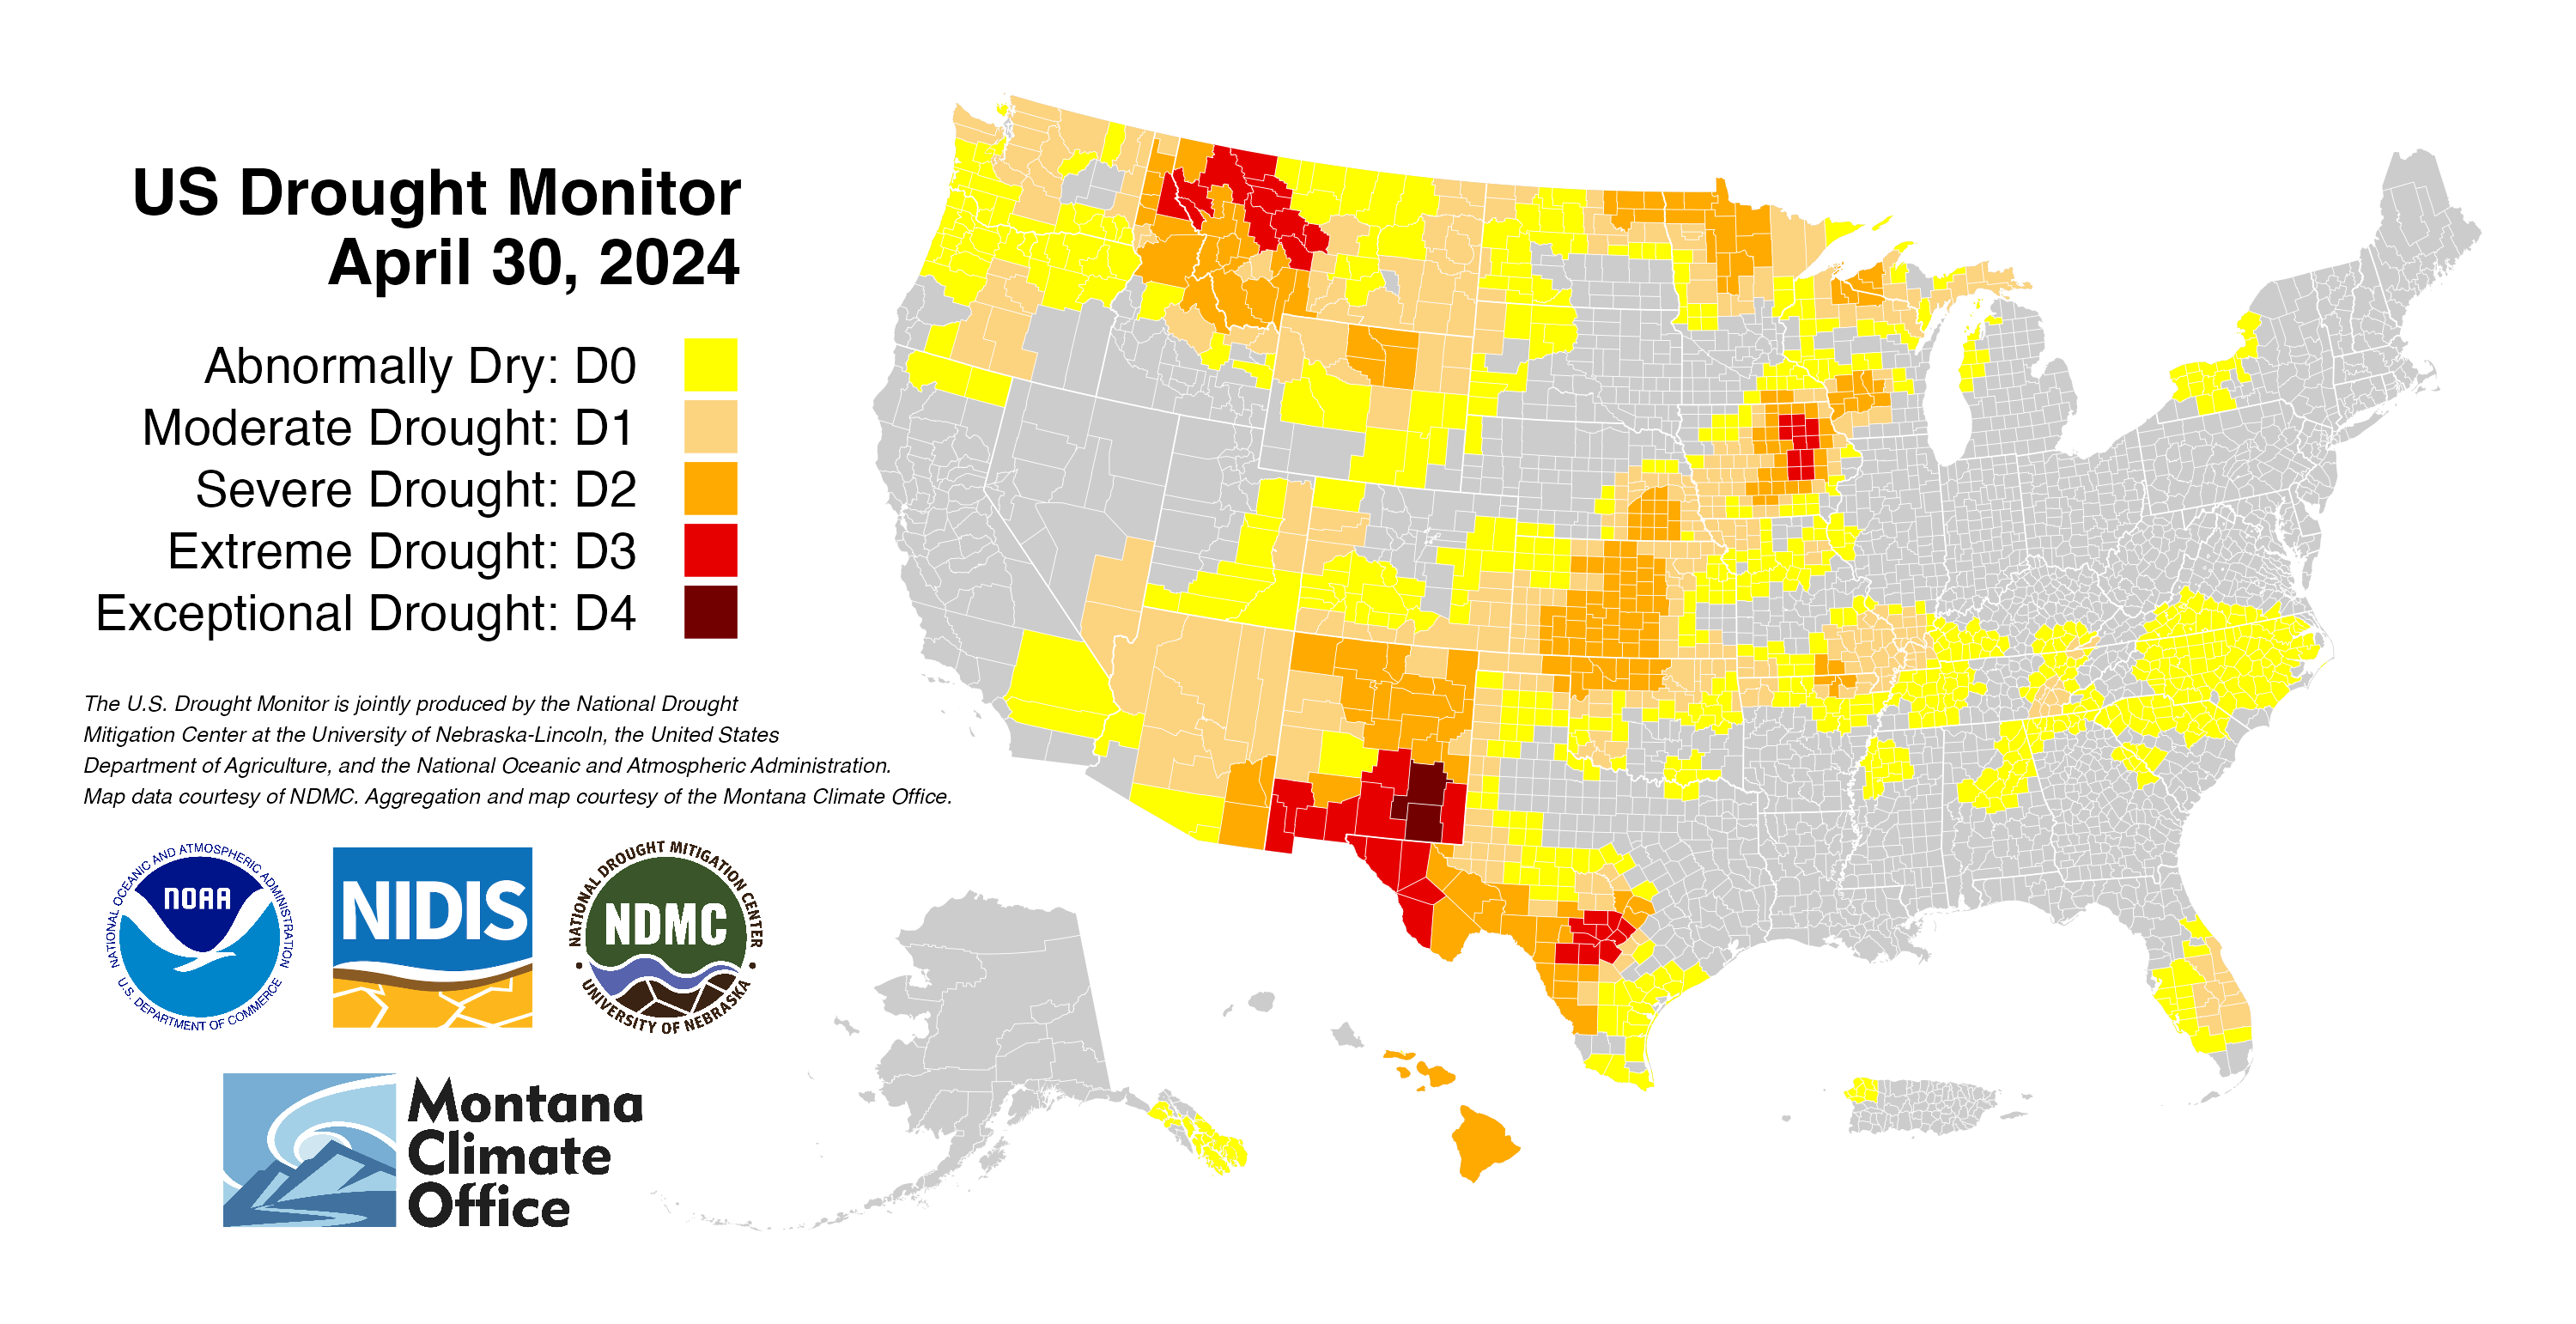 US Drought Monitor
April 30, 2024
Abnormally Dry: D0
Moderate Drought: D1
Severe Drought: D2
Extreme Drought: D3
Exceptional Drought: D4
The U.S. Drought Monitor is jointly produced by the National Drought
Mitigation Center at the University of Nebraska-Lincoln, the United States
Department of Agriculture, and the National Oceanic and Atmospheric Administration.
Map data courtesy of NDMC. Aggregation and map courtesy of the Montana Climate Office.
NATIONAL OCEANIC AND ATMOSPHERIC ADMINISTRATION
NOAA
U.S. DEPARTMENT OF COMMERCE
NIDIS
NATIONAL DROUGHT MITIGATION CENTER
NDMC
UNIVERSITY OF NEBRASKA
Montana
Climate
Office